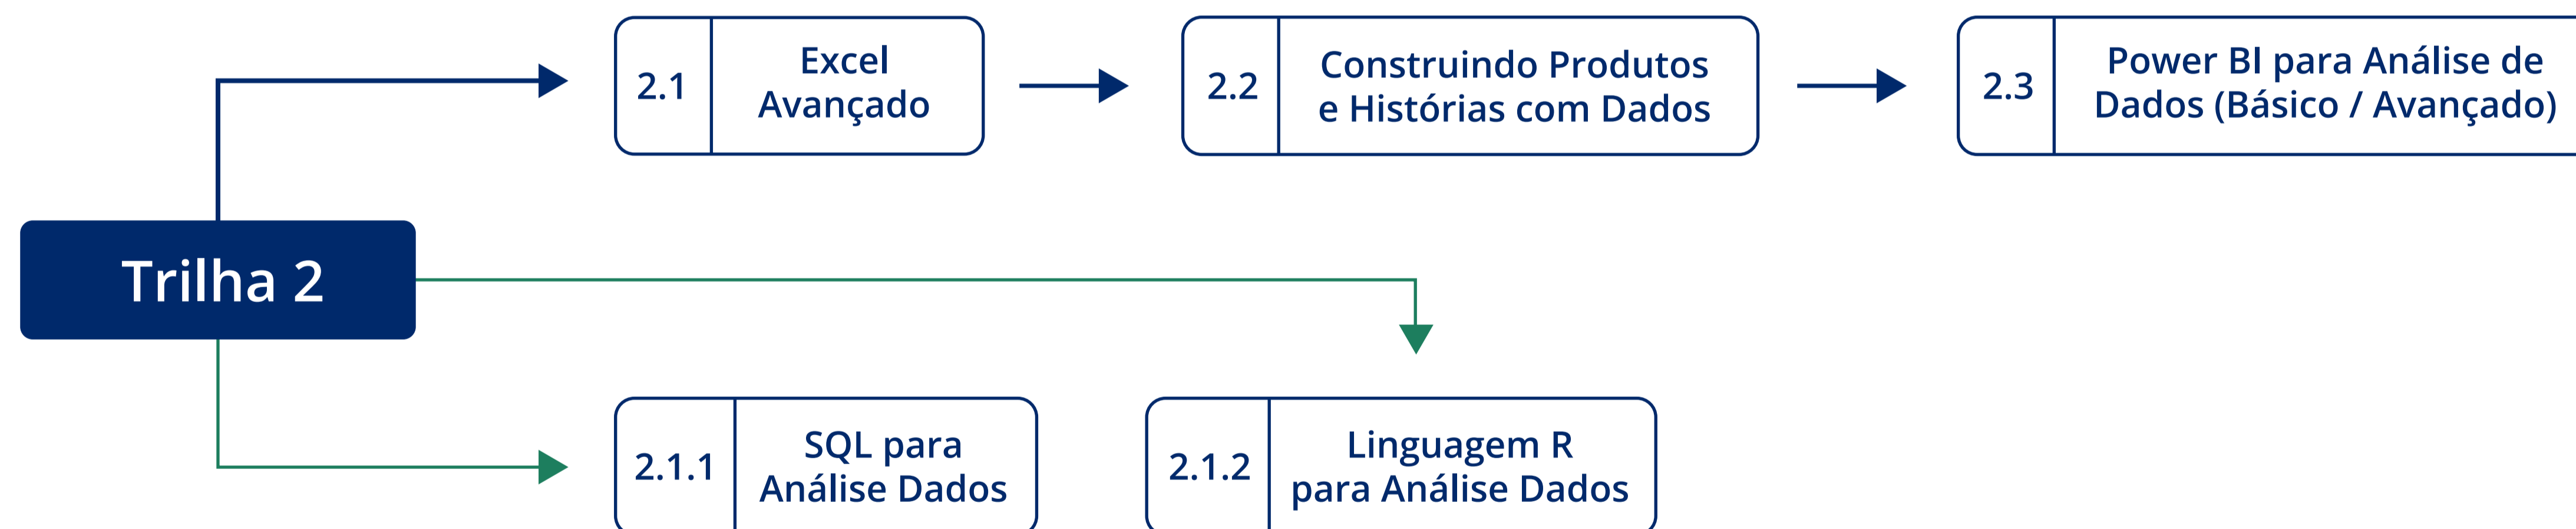 2.1
Excel
Avançado
2.2
Construindo Produtos
e Histórias com Dados
2.3
Power BI para Análise de
Dados (Básico / Avançado)
Trilha 2
2.1.1
SQL para
Análise Dados
2.1.2
Linguagem R
para Análise Dados